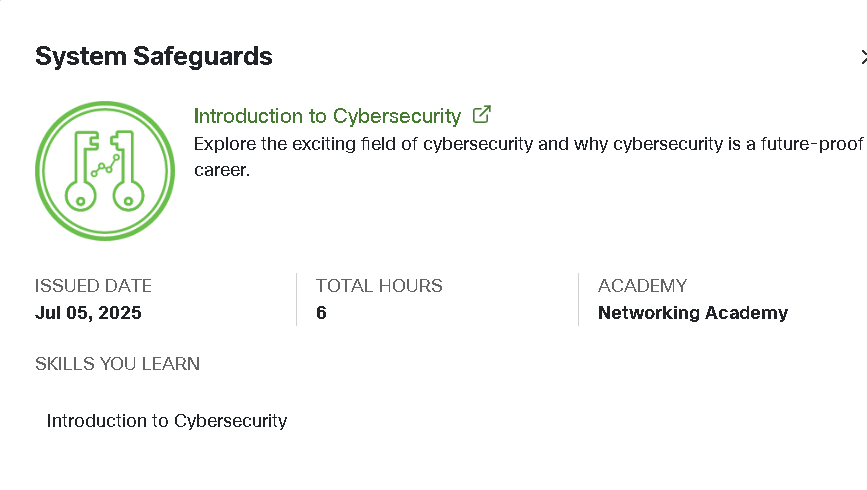 System Safeguards
Introduction to Cybersecurity
Explore the exciting field of cybersecurity and why cybersecurity is a future-proof
career.
ISSUED DATE
TOTAL HOURS
ACADEMY
Jul 05, 2025
6
Networking Academy
SKILLS YOU LEARN
Introduction to Cybersecurity